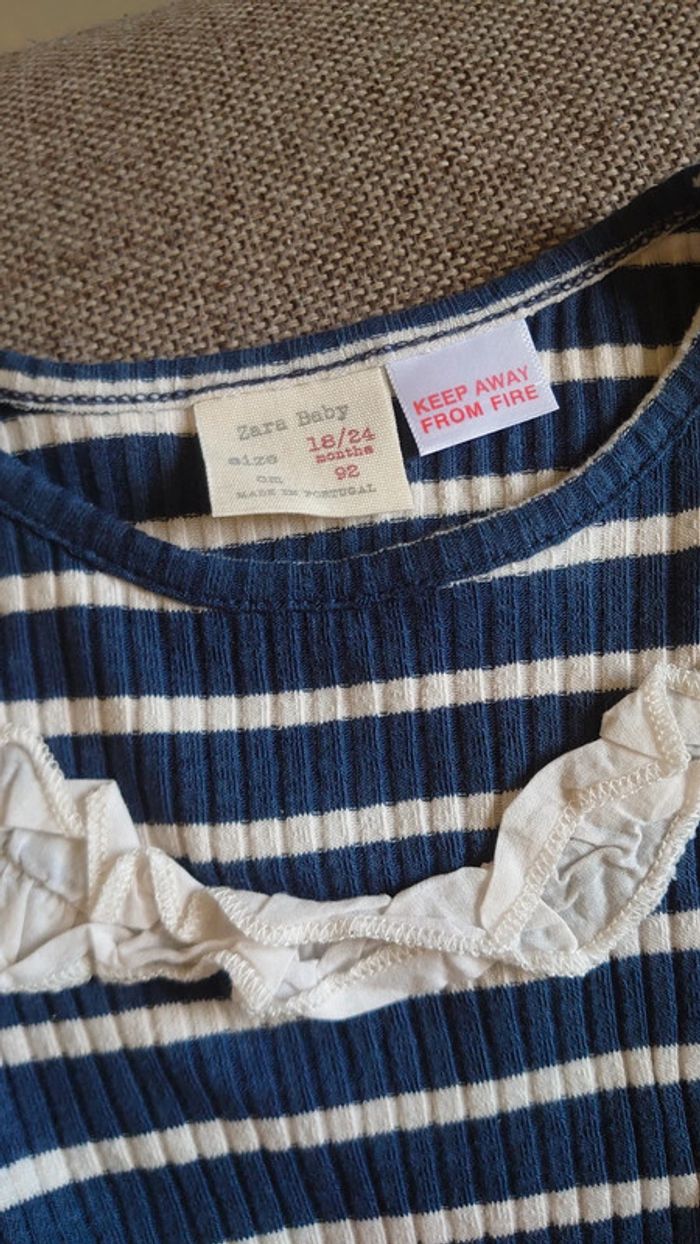 Zara Baby
size 18/24
months
cm 92
MADE IN PORTUGAL
KEEP AWAY
FROM FIRE